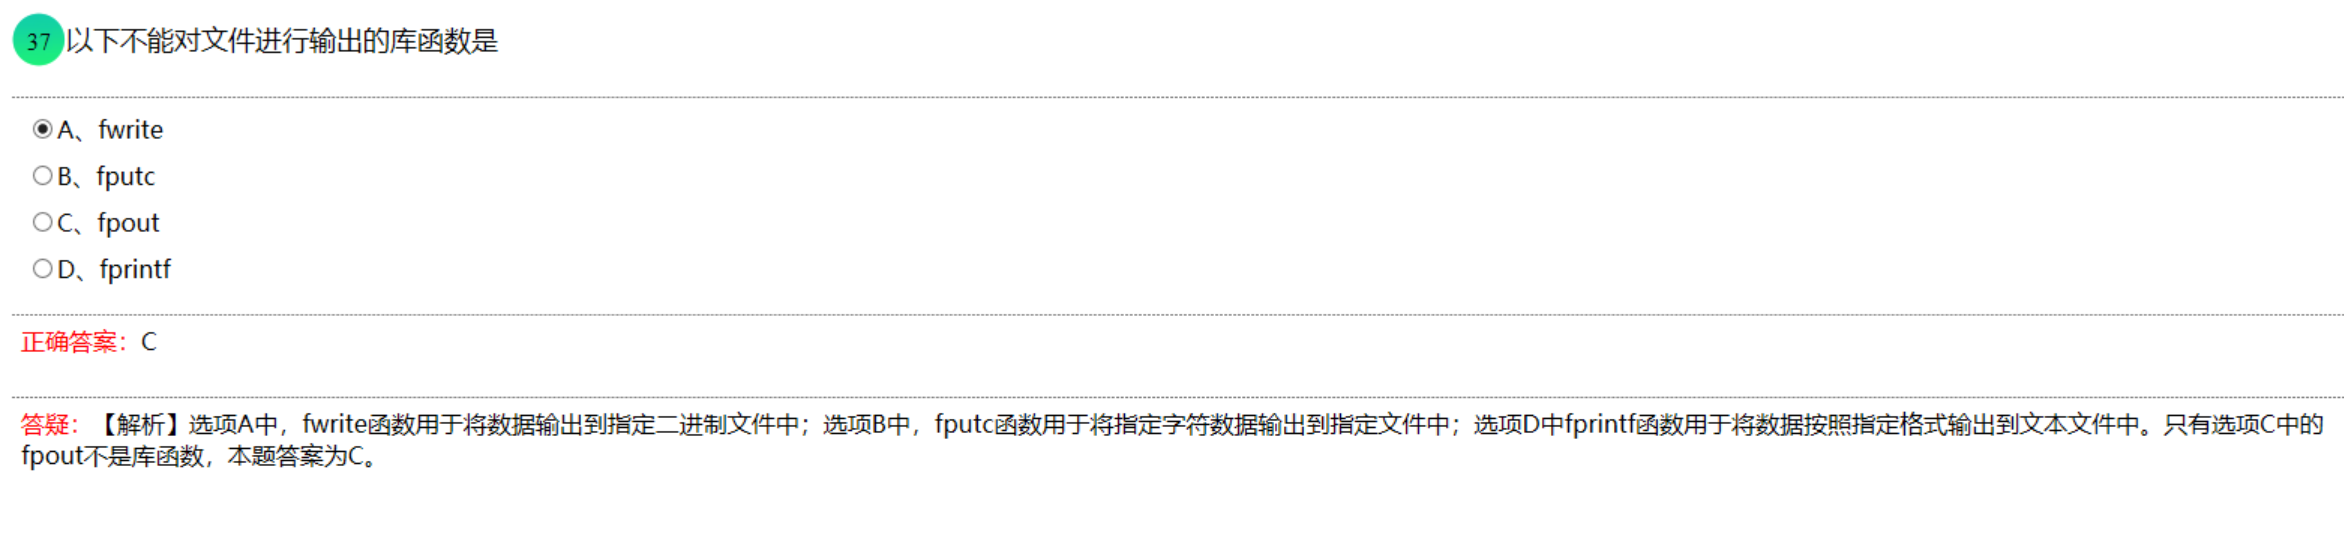 37 以下不能对文件进行输出的库函数是
A、fwrite
B、fputc
C、fpout
D、fprintf
正确答案：C
答疑：【解析】选项A中，fwrite函数用于将数据输出到指定二进制文件中；选项B中，fputc函数用于将指定字符数据输出到指定文件中；选项D中fprintf函数用于将数据按照指定格式输出到文本文件中。只有选项C中的
fpout不是库函数，本题答案为C。